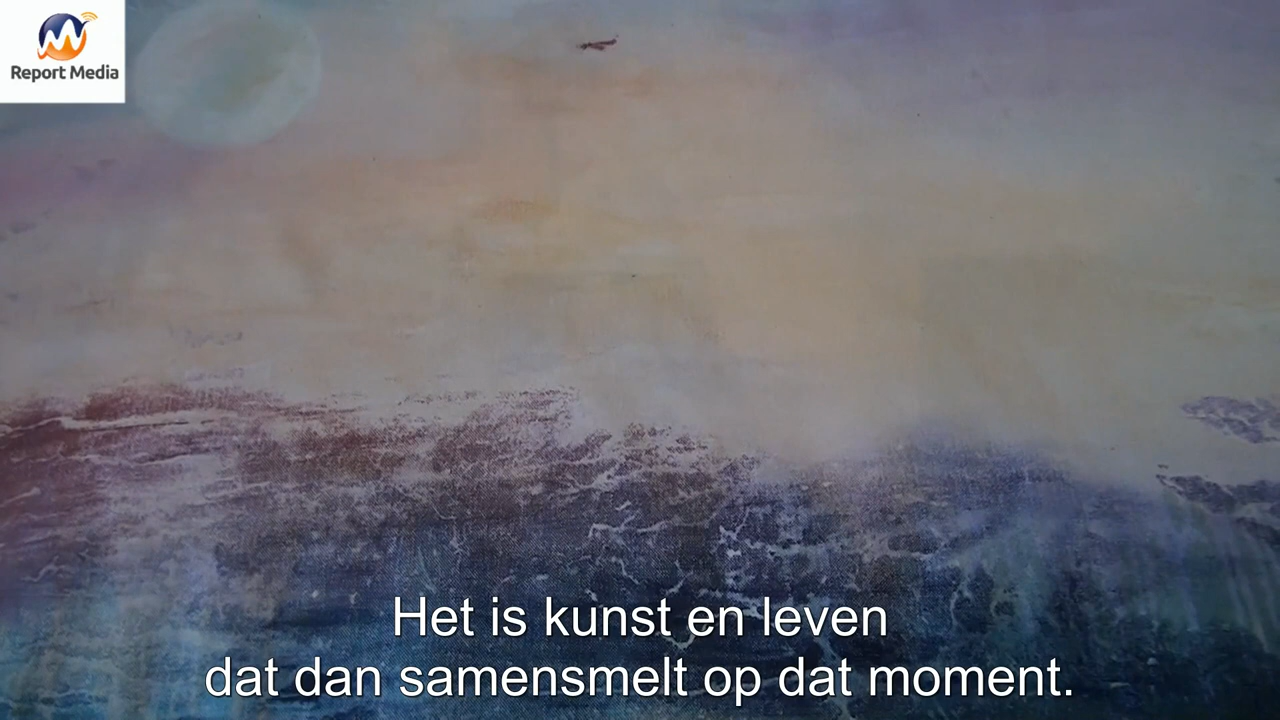 Report Media
Het is kunst en leven
dat dan samensmelt op dat moment.